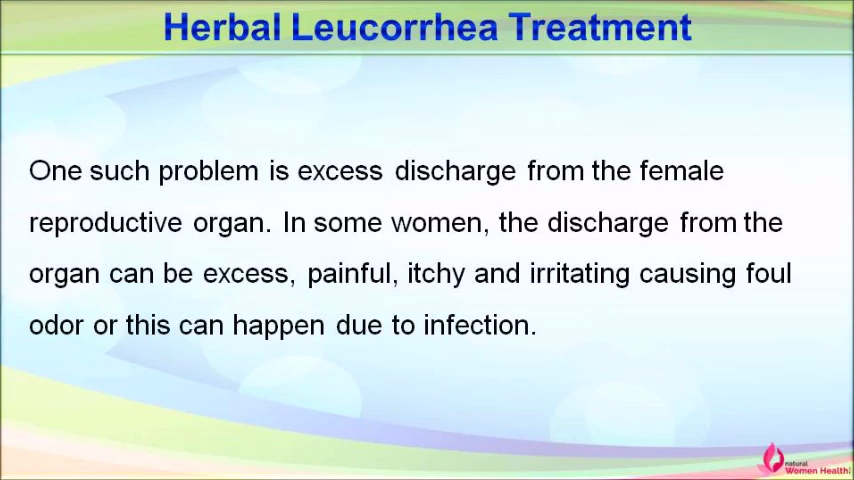 Herbal Leucorrhea Treatment
One such problem is excess discharge from the female
reproductive organ. In some women, the discharge from the
organ can be excess, painful, itchy and irritating causing foul
odor or this can happen due to infection.
natural
Women Health!